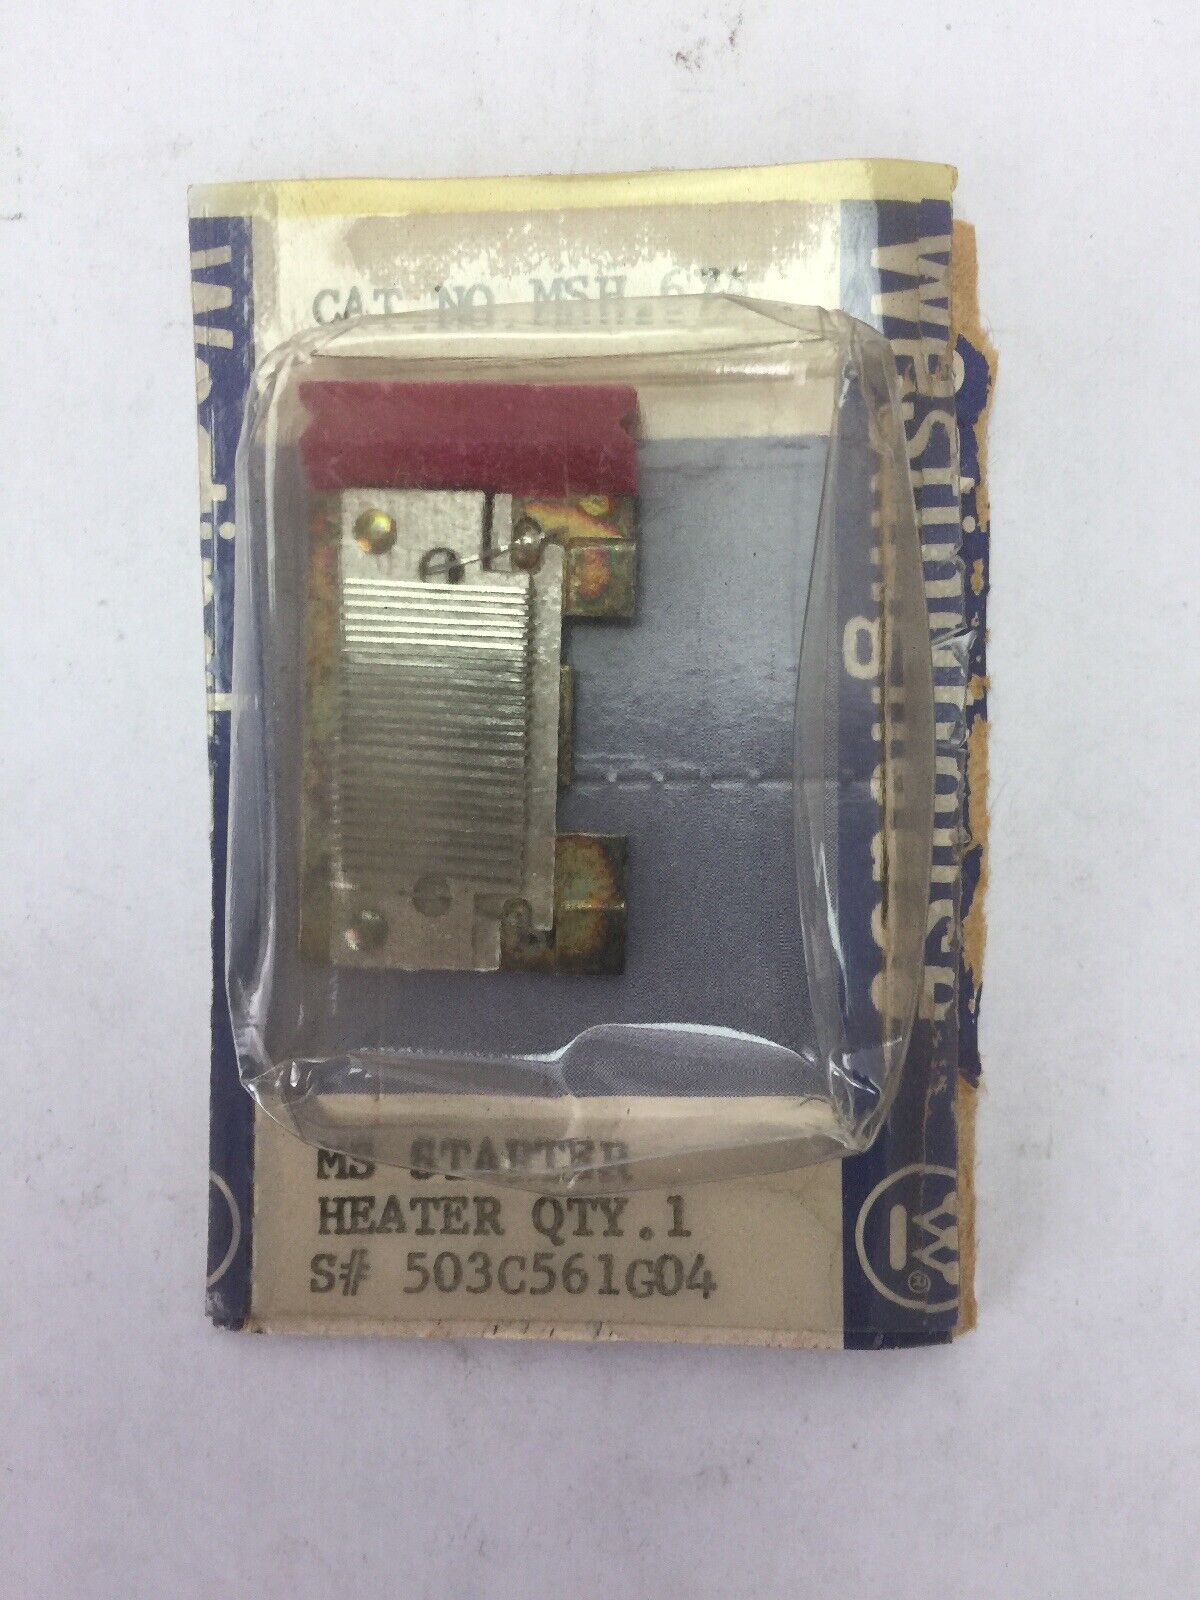 CAT. NO. MSH
MS STARTER
HEATER QTY.1
S# 503C561G04
Westinghouse
W
®